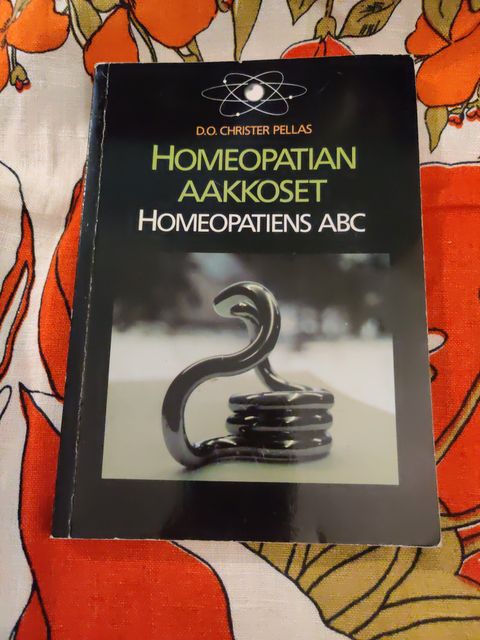 D.O. CHRISTER PELLAS
HOMEOPATIAN
AAKKOSET
HOMEOPATIENS ABC